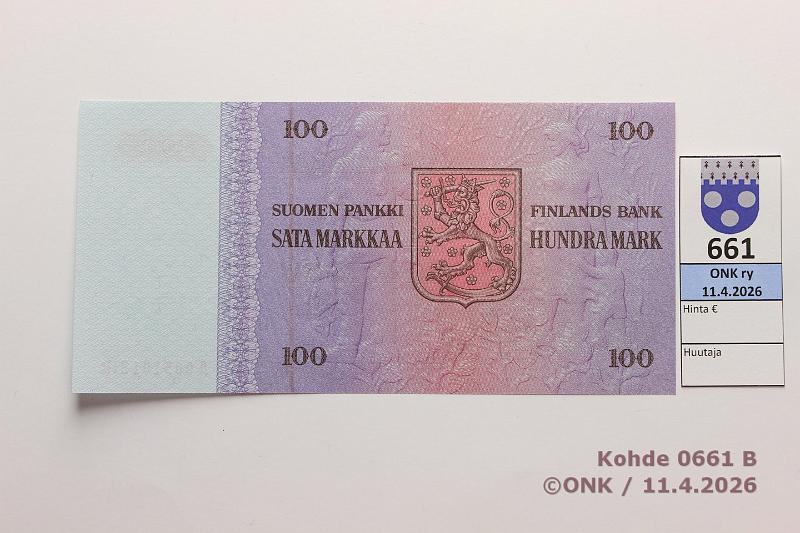 100
100
SUOMEN PANKKI
SATA MARKKAA
FINLANDS BANK
HUNDRA MARK
100
100
661
ONK ry
11.4.2026
Hinta €
Huutaja
Kohde 0661 B
©ONK / 11.4.2026